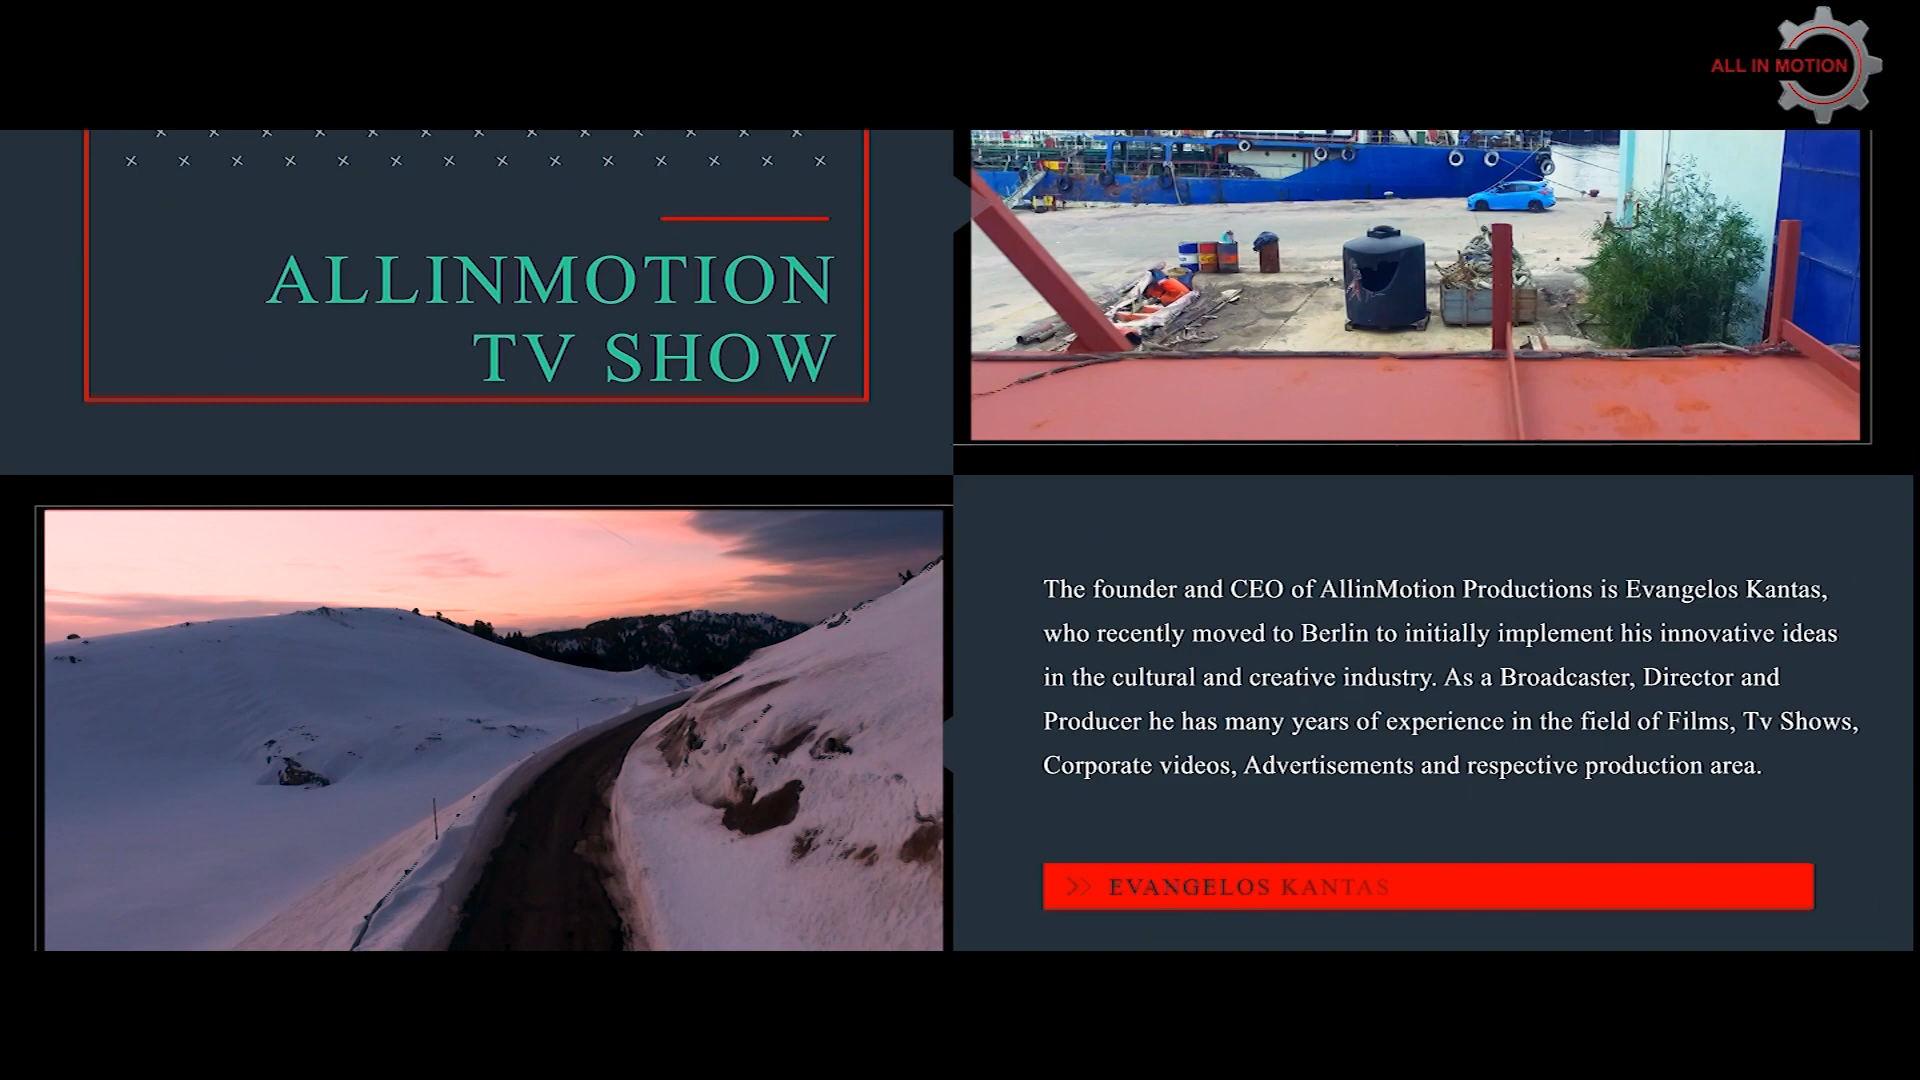 ALL IN MOTION
ALLINMOTION
TV SHOW
The founder and CEO of AllinMotion Productions is Evangelos Kantas,
who recently moved to Berlin to initially implement his innovative ideas
in the cultural and creative industry. As a Broadcaster, Director and
Producer he has many years of experience in the field of Films, Tv Shows,
Corporate videos, Advertisements and respective production area.
EVANGELOS KANTAS